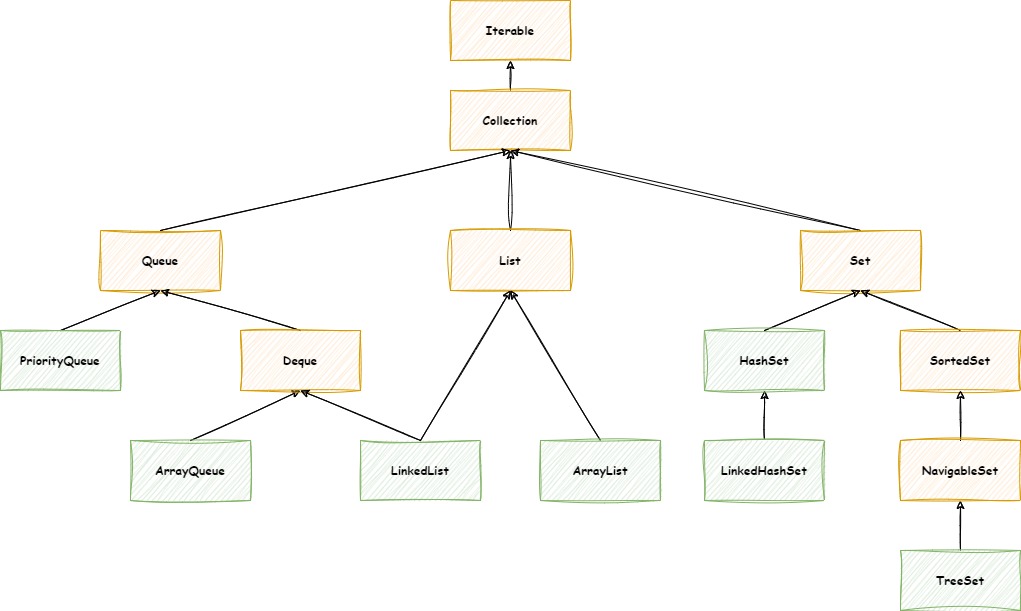 Iterable
Collection
Queue
List
Set
PriorityQueue
Deque
HashSet
SortedSet
ArrayQueue
LinkedList
ArrayList
LinkedHashSet
NavigableSet
TreeSet